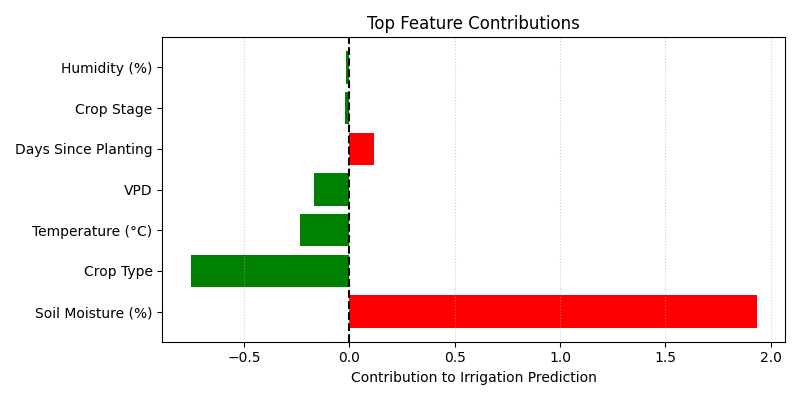 Top Feature Contributions
Humidity (%)
Crop Stage
Days Since Planting
VPD
Temperature (°C)
Crop Type
Soil Moisture (%)
−0.5 0.0 0.5 1.0 1.5 2.0
Contribution to Irrigation Prediction